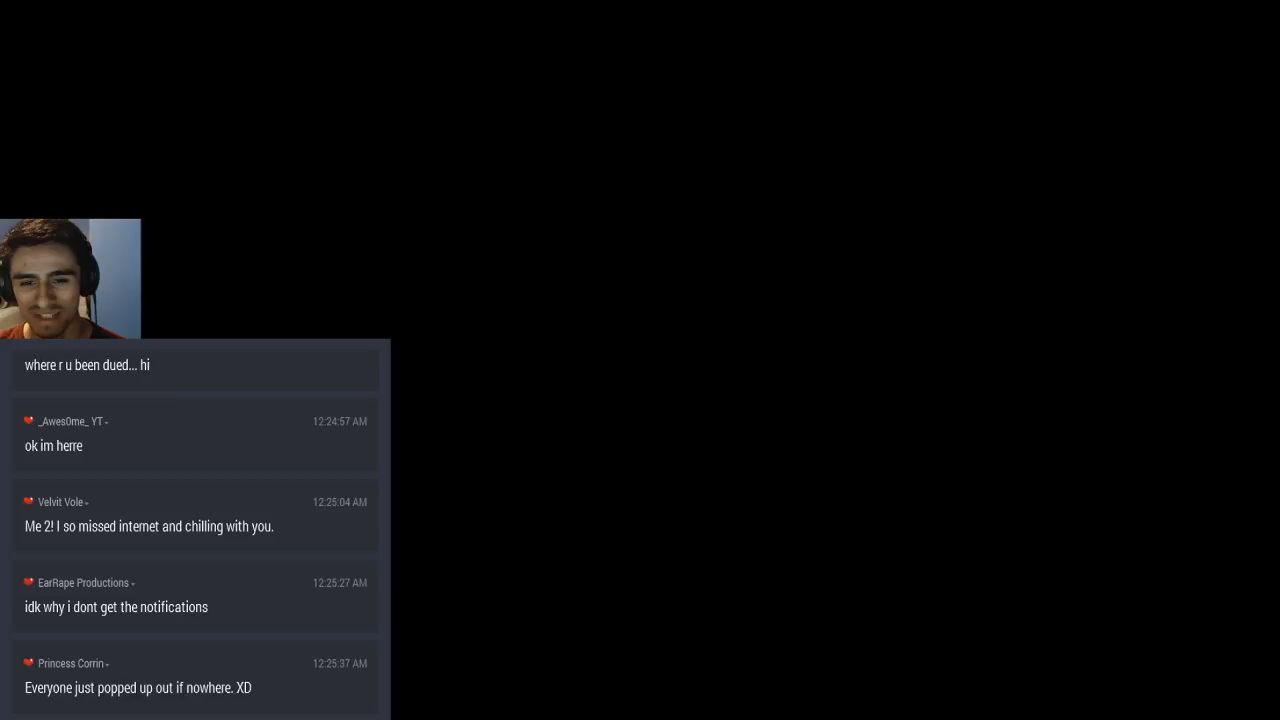 where r u been dued... hi
_Awes0me_ YT -
12:24:57 AM
ok im herre
Velvit Vole -
12:25:04 AM
Me 2! I so missed internet and chilling with you.
EarRape Productions -
12:25:27 AM
idk why i dont get the notifications
Princess Corrin -
12:25:37 AM
Everyone just popped up out if nowhere. XD